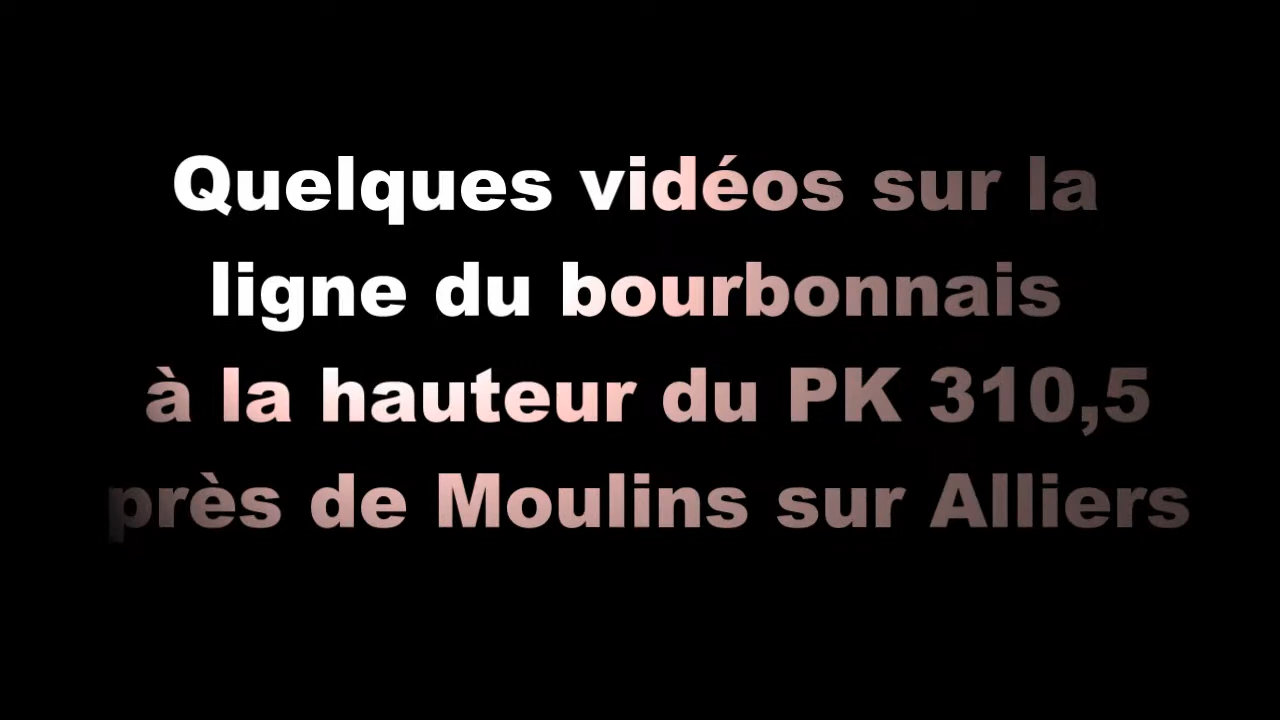 Quelques vidéos sur la
ligne du bourbonnais
à la hauteur du PK 310,5
près de Moulins sur Alliers